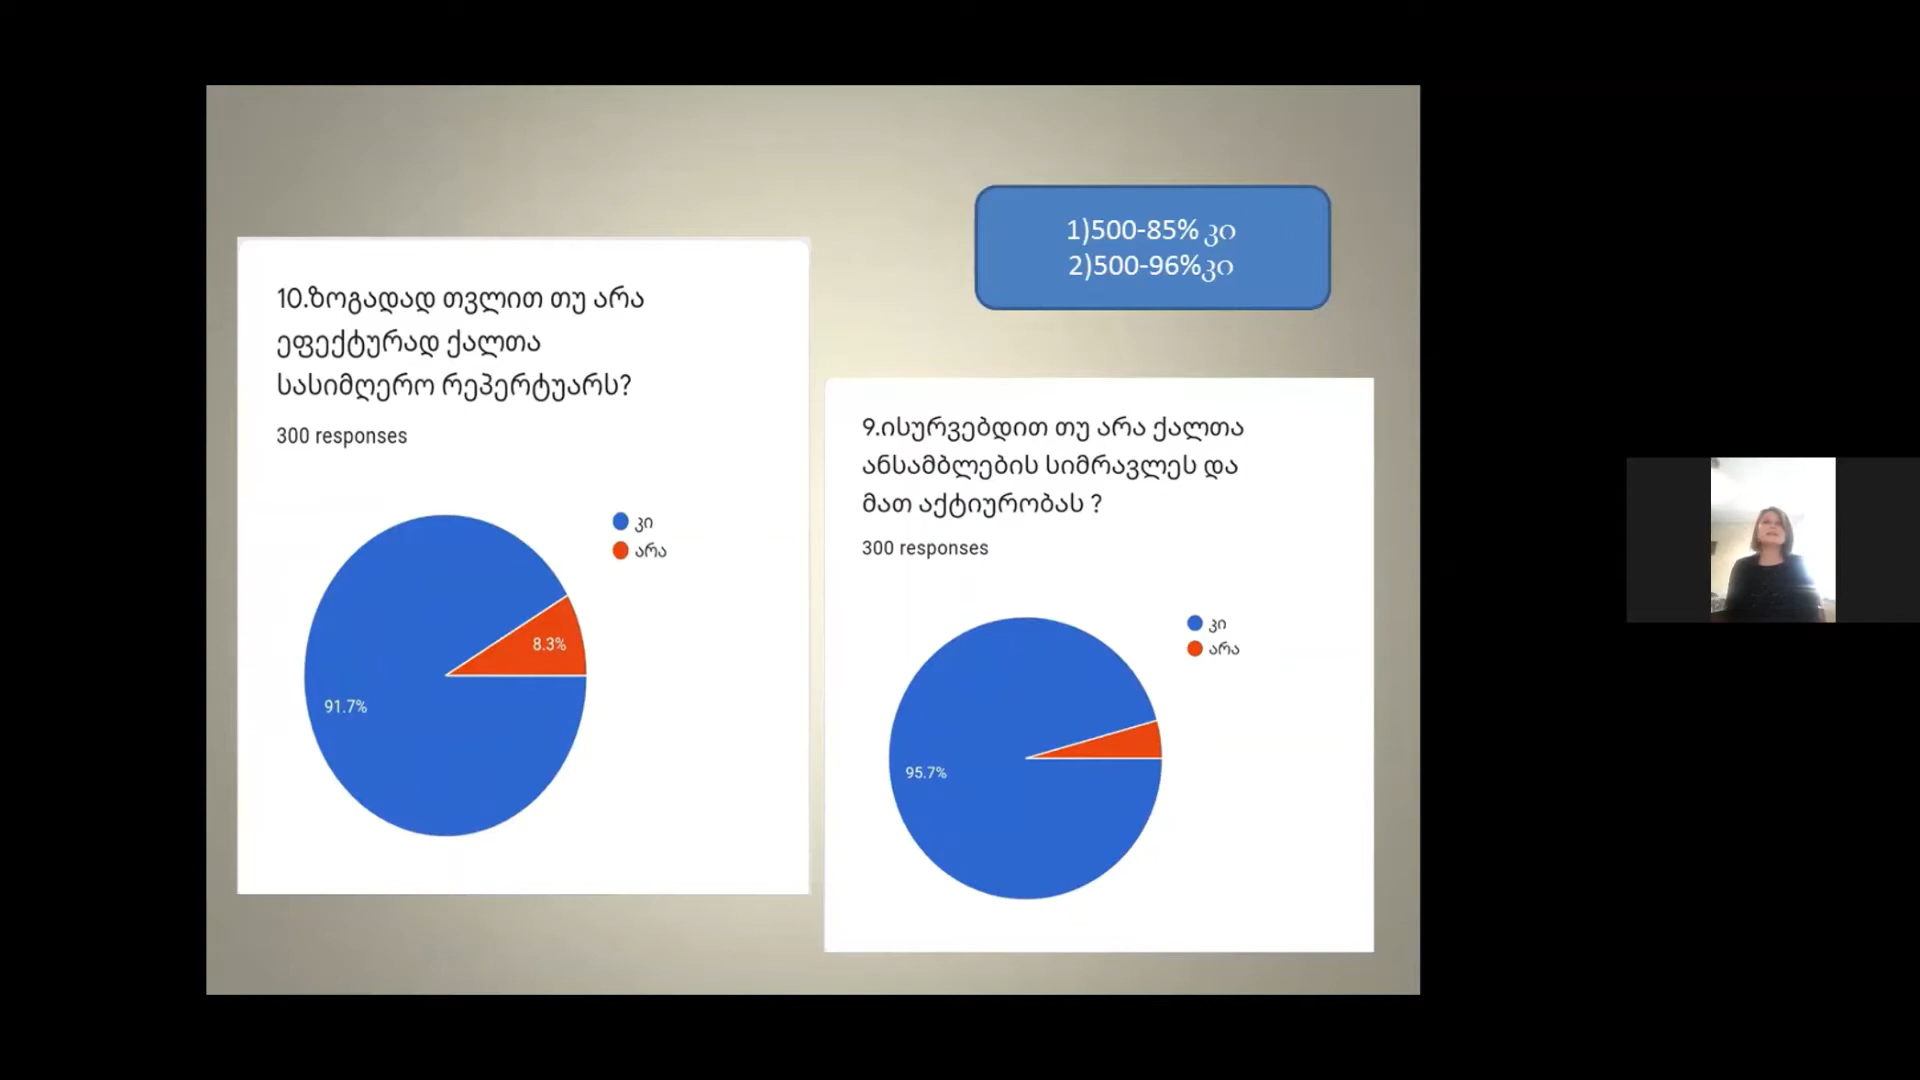 1)500-85% კი
2)500-96%კი
10.ზოგადად თვლით თუ არა
ეფექტურად ქალთა
სასიმღერო რეპერტუარს?
300 responses
კი
არა
8.3%
91.7%
9.ისურვებდით თუ არა ქალთა
ანსამბლების სიმრავლეს და
მათ აქტიურობას ?
300 responses
კი
არა
95.7%